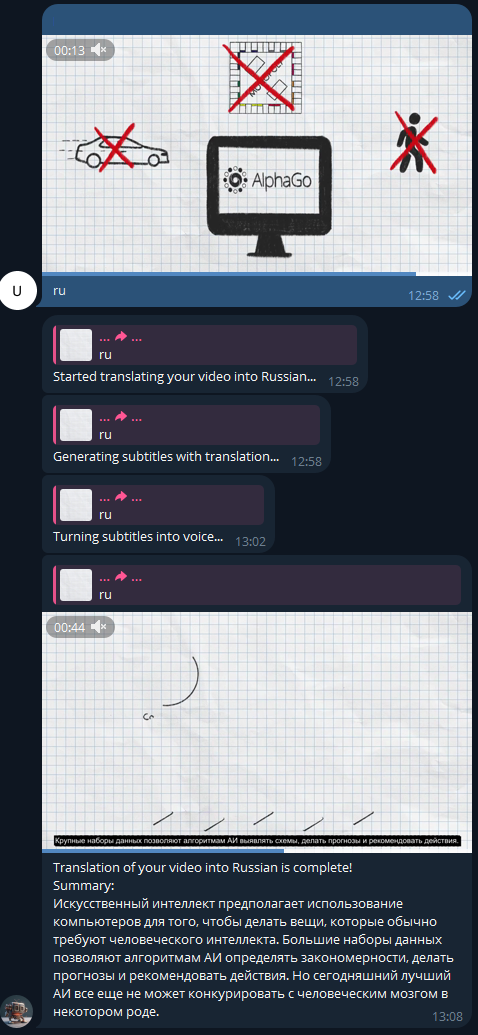 00:13
MONOPOLY
AlphaGo
U
ru
12:58
... ...
ru
Started translating your video into Russian...
12:58
... ...
ru
Generating subtitles with translation...
12:58
... ...
ru
Turning subtitles into voice...
13:02
... ...
ru
00:44
Крупные наборы данных позволяют алгоритмам АИ выявлять схемы, делать прогнозы и рекомендовать действия.
Translation of your video into Russian is complete!
Summary:
Искусственный интеллект предполагает использование
компьютеров для того, чтобы делать вещи, которые обычно
требуют человеческого интеллекта. Большие наборы данных
позволяют алгоритмам АИ определять закономерности, делать
прогнозы и рекомендовать действия. Но сегодняшний лучший
АИ все еще не может конкурировать с человеческим мозгом в
некотором роде.
13:08